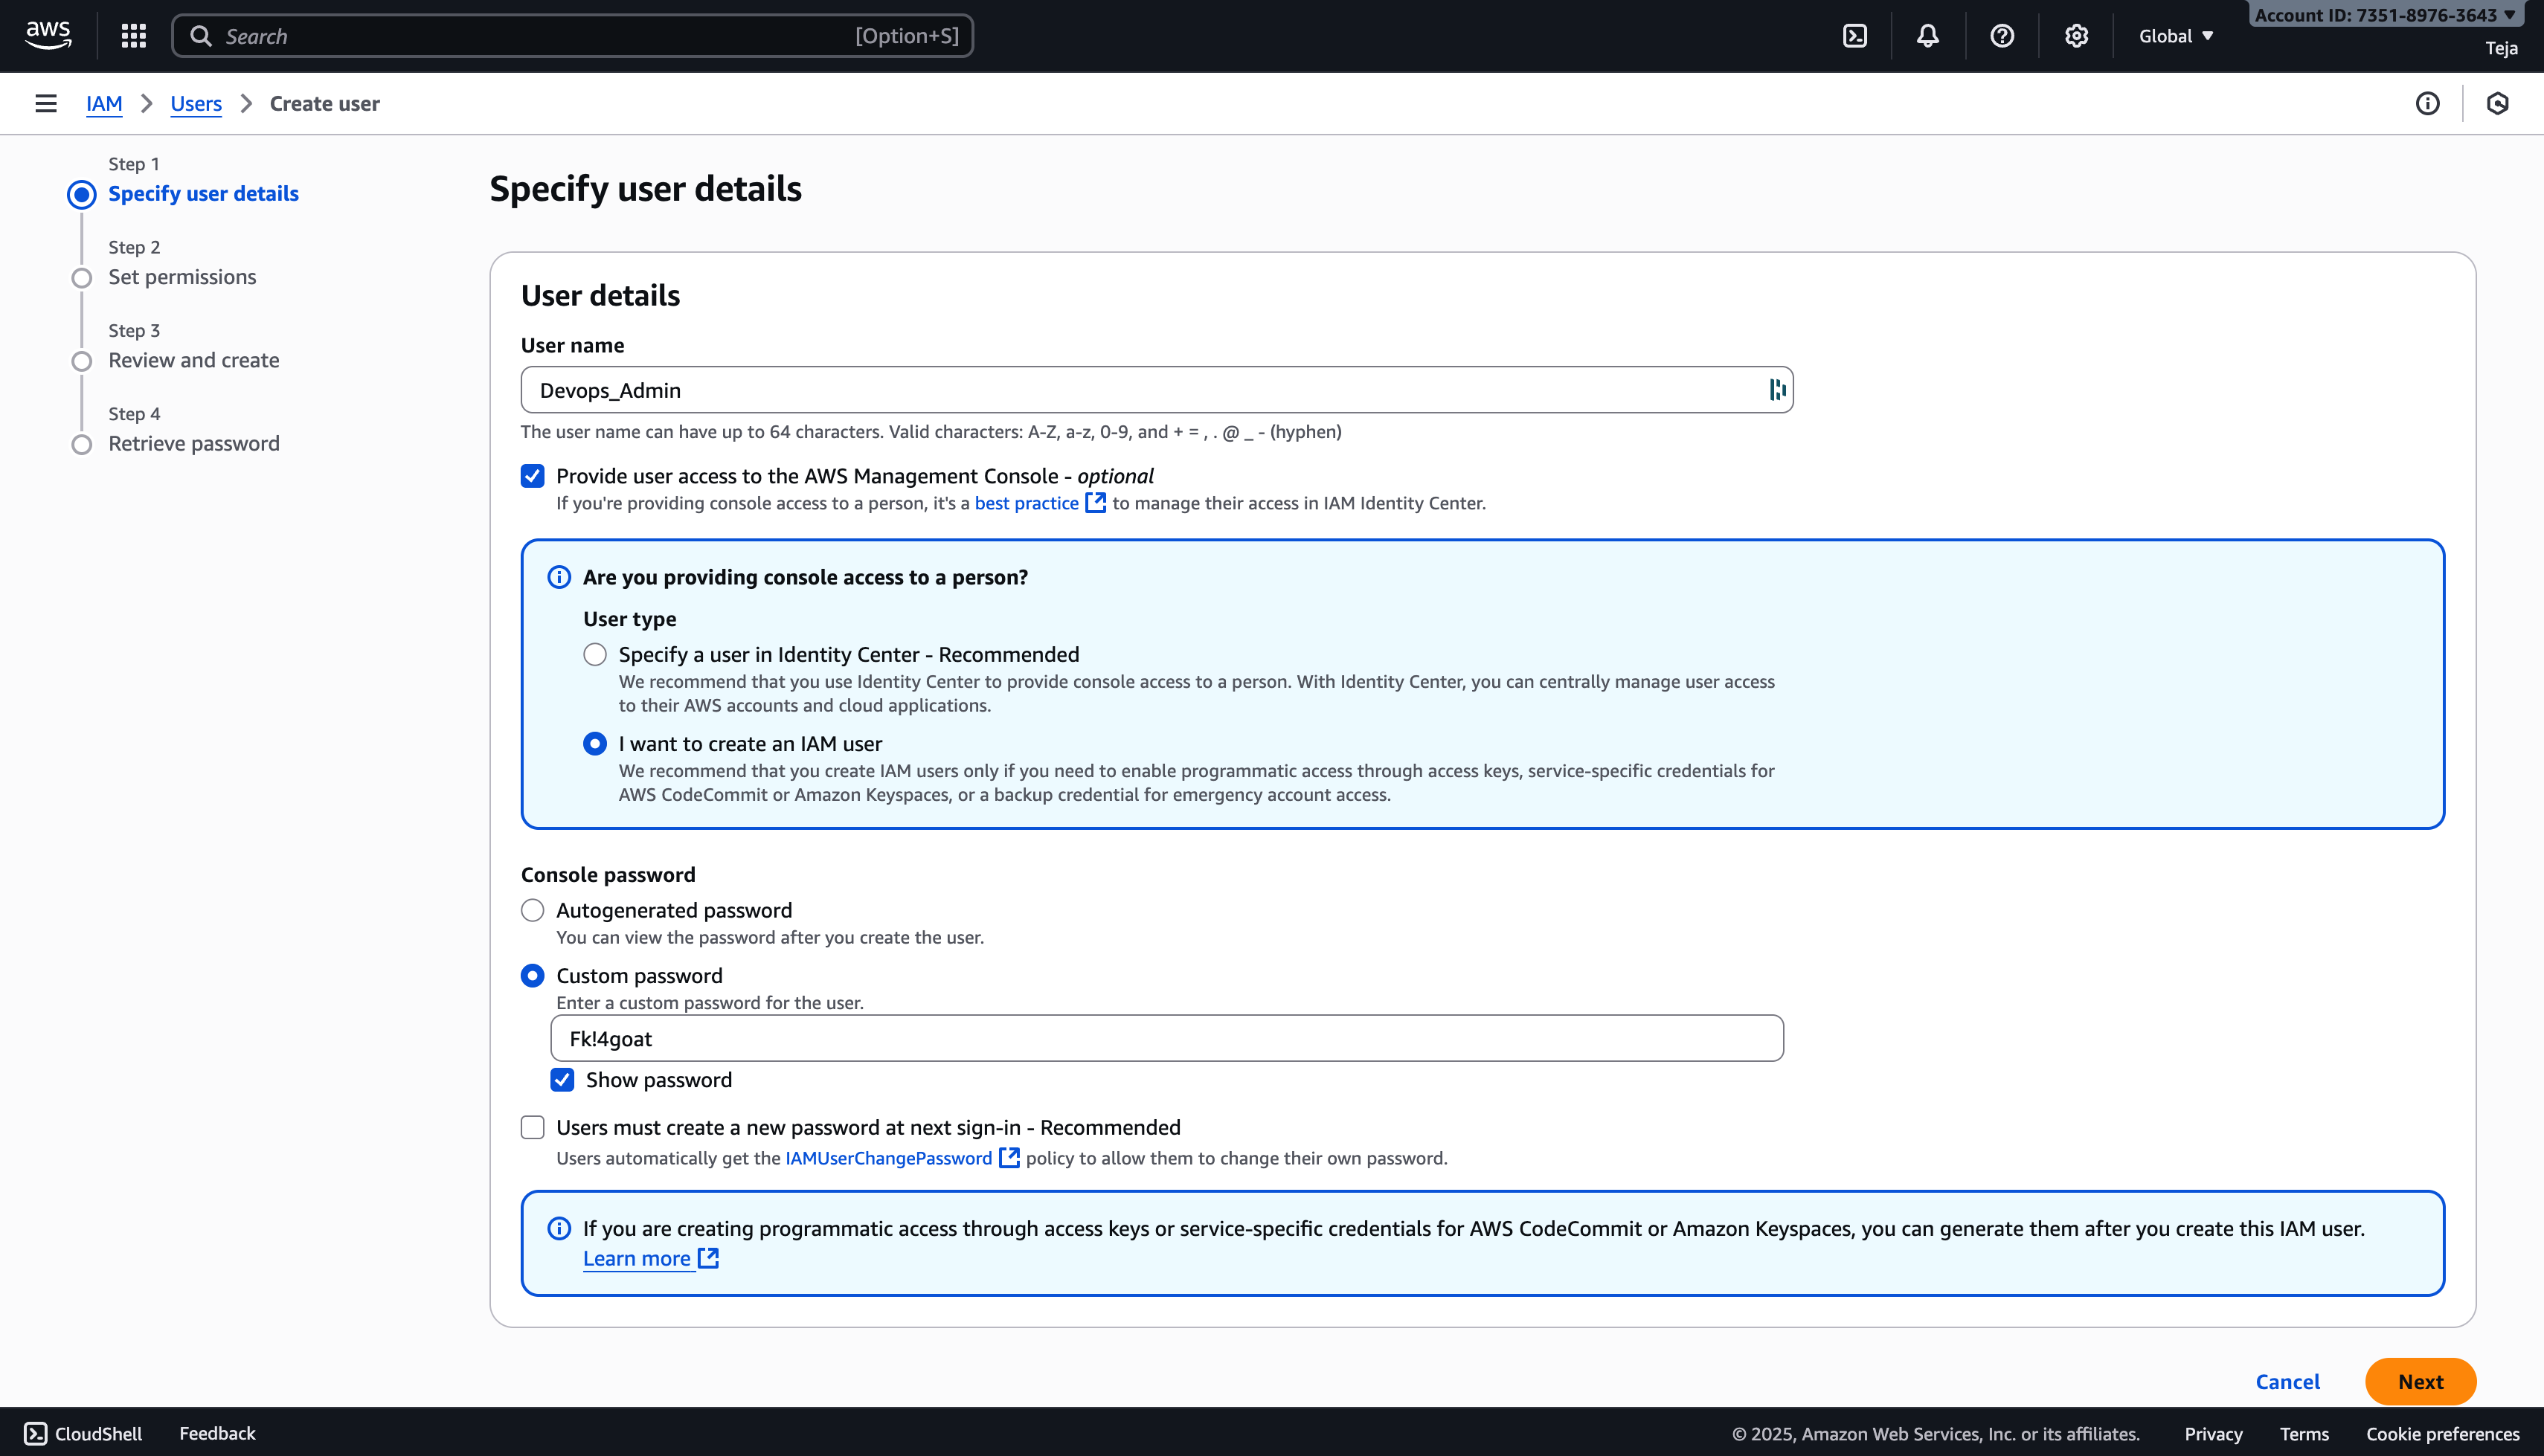 aws
Search
[Option+S]
Global
Account ID: 7351-8976-3643
Teja
IAM
Users
Create user
Step 1
Specify user details
Step 2
Set permissions
Step 3
Review and create
Step 4
Retrieve password
Specify user details
User details
User name
Devops_Admin
The user name can have up to 64 characters. Valid characters: A-Z, a-z, 0-9, and + = , . @ _ - (hyphen)
Provide user access to the AWS Management Console - optional
If you're providing console access to a person, it's a best practice to manage their access in IAM Identity Center.
Are you providing console access to a person?
User type
Specify a user in Identity Center - Recommended
We recommend that you use Identity Center to provide console access to a person. With Identity Center, you can centrally manage user access
to their AWS accounts and cloud applications.
I want to create an IAM user
We recommend that you create IAM users only if you need to enable programmatic access through access keys, service-specific credentials for
AWS CodeCommit or Amazon Keyspaces, or a backup credential for emergency account access.
Console password
Autogenerated password
You can view the password after you create the user.
Custom password
Enter a custom password for the user.
Fk!4goat
Show password
Users must create a new password at next sign-in - Recommended
Users automatically get the IAMUserChangePassword policy to allow them to change their own password.
If you are creating programmatic access through access keys or service-specific credentials for AWS CodeCommit or Amazon Keyspaces, you can generate them after you create this IAM user.
Learn more
Cancel
Next
CloudShell
Feedback
© 2025, Amazon Web Services, Inc. or its affiliates.
Privacy
Terms
Cookie preferences